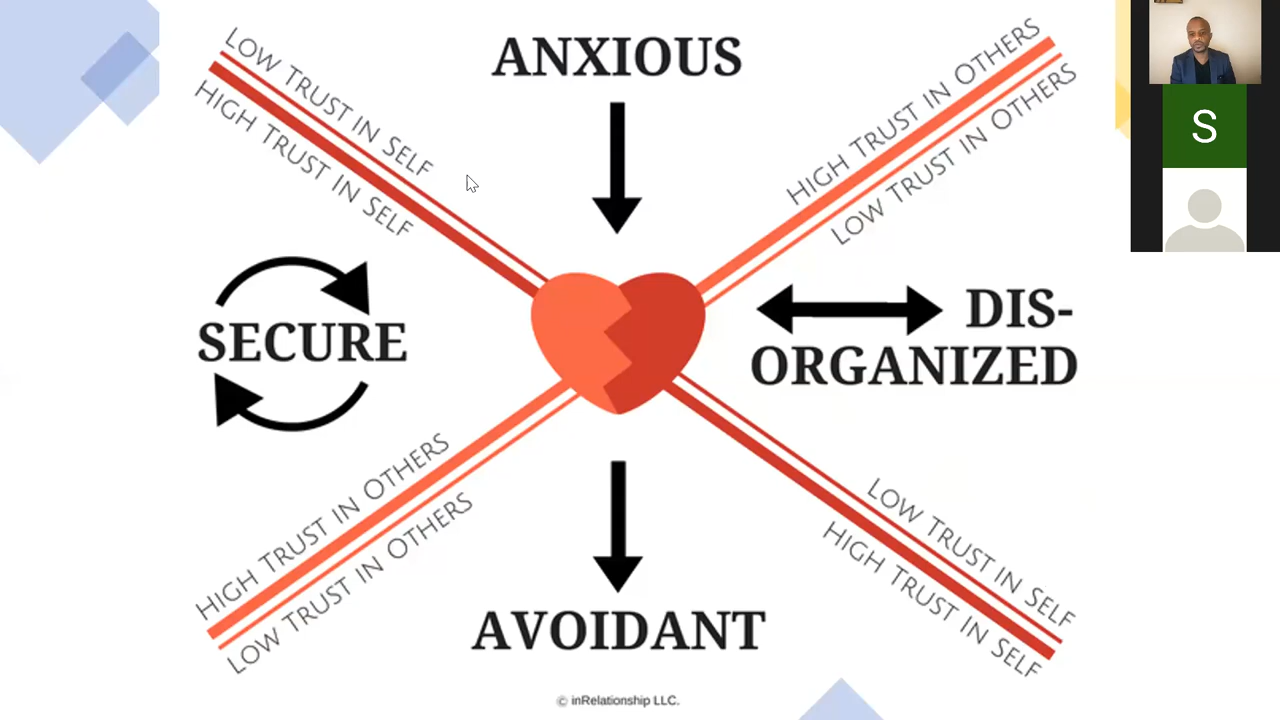 LOW TRUST IN SELF
HIGH TRUST IN SELF
ANXIOUS
HIGH TRUST IN OTHERS
LOW TRUST IN OTHERS
S
SECURE
DIS-
ORGANIZED
HIGH TRUST IN OTHERS
LOW TRUST IN OTHERS
AVOIDANT
LOW TRUST IN SELF
HIGH TRUST IN SELF
© inRelationship LLC.